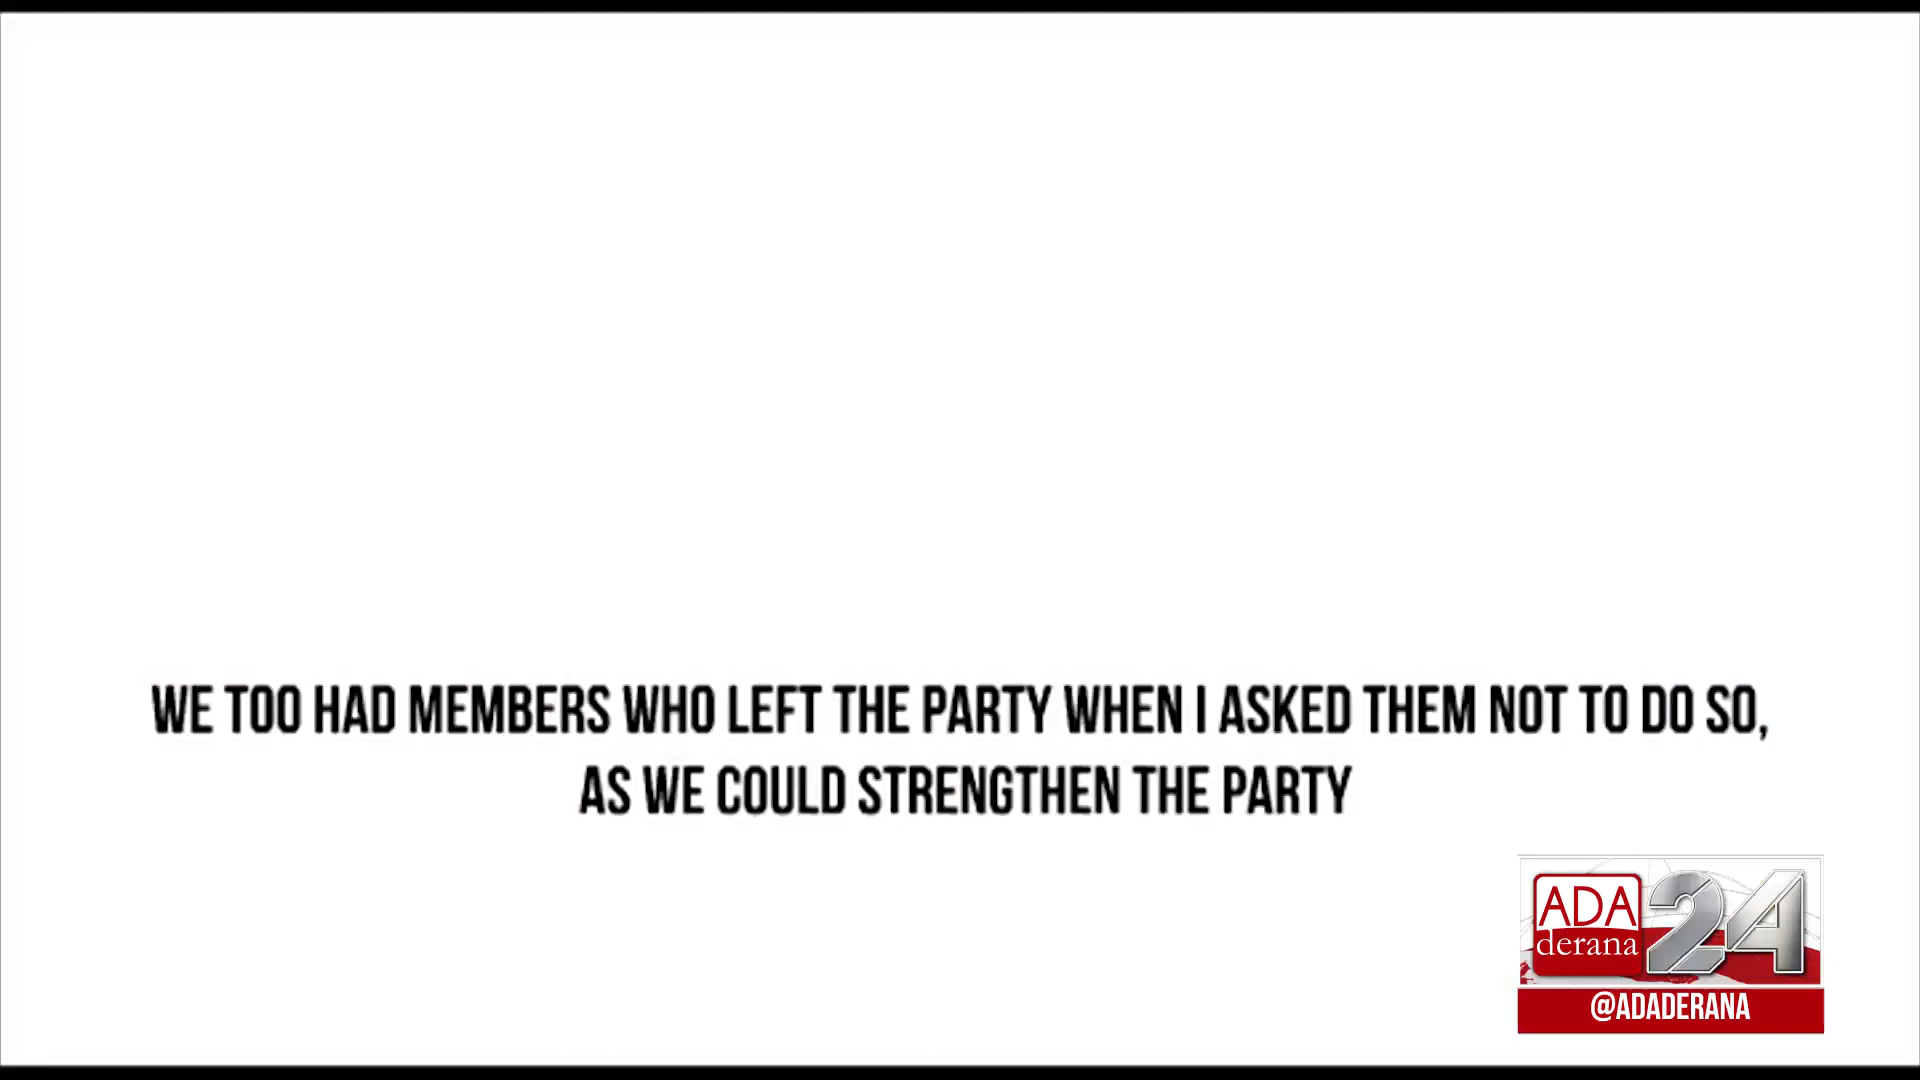 WE TOO HAD MEMBERS WHO LEFT THE PARTY WHEN I ASKED THEM NOT TO DO SO,
AS WE COULD STRENGTHEN THE PARTY
ADA
derana
24
@ADADERANA